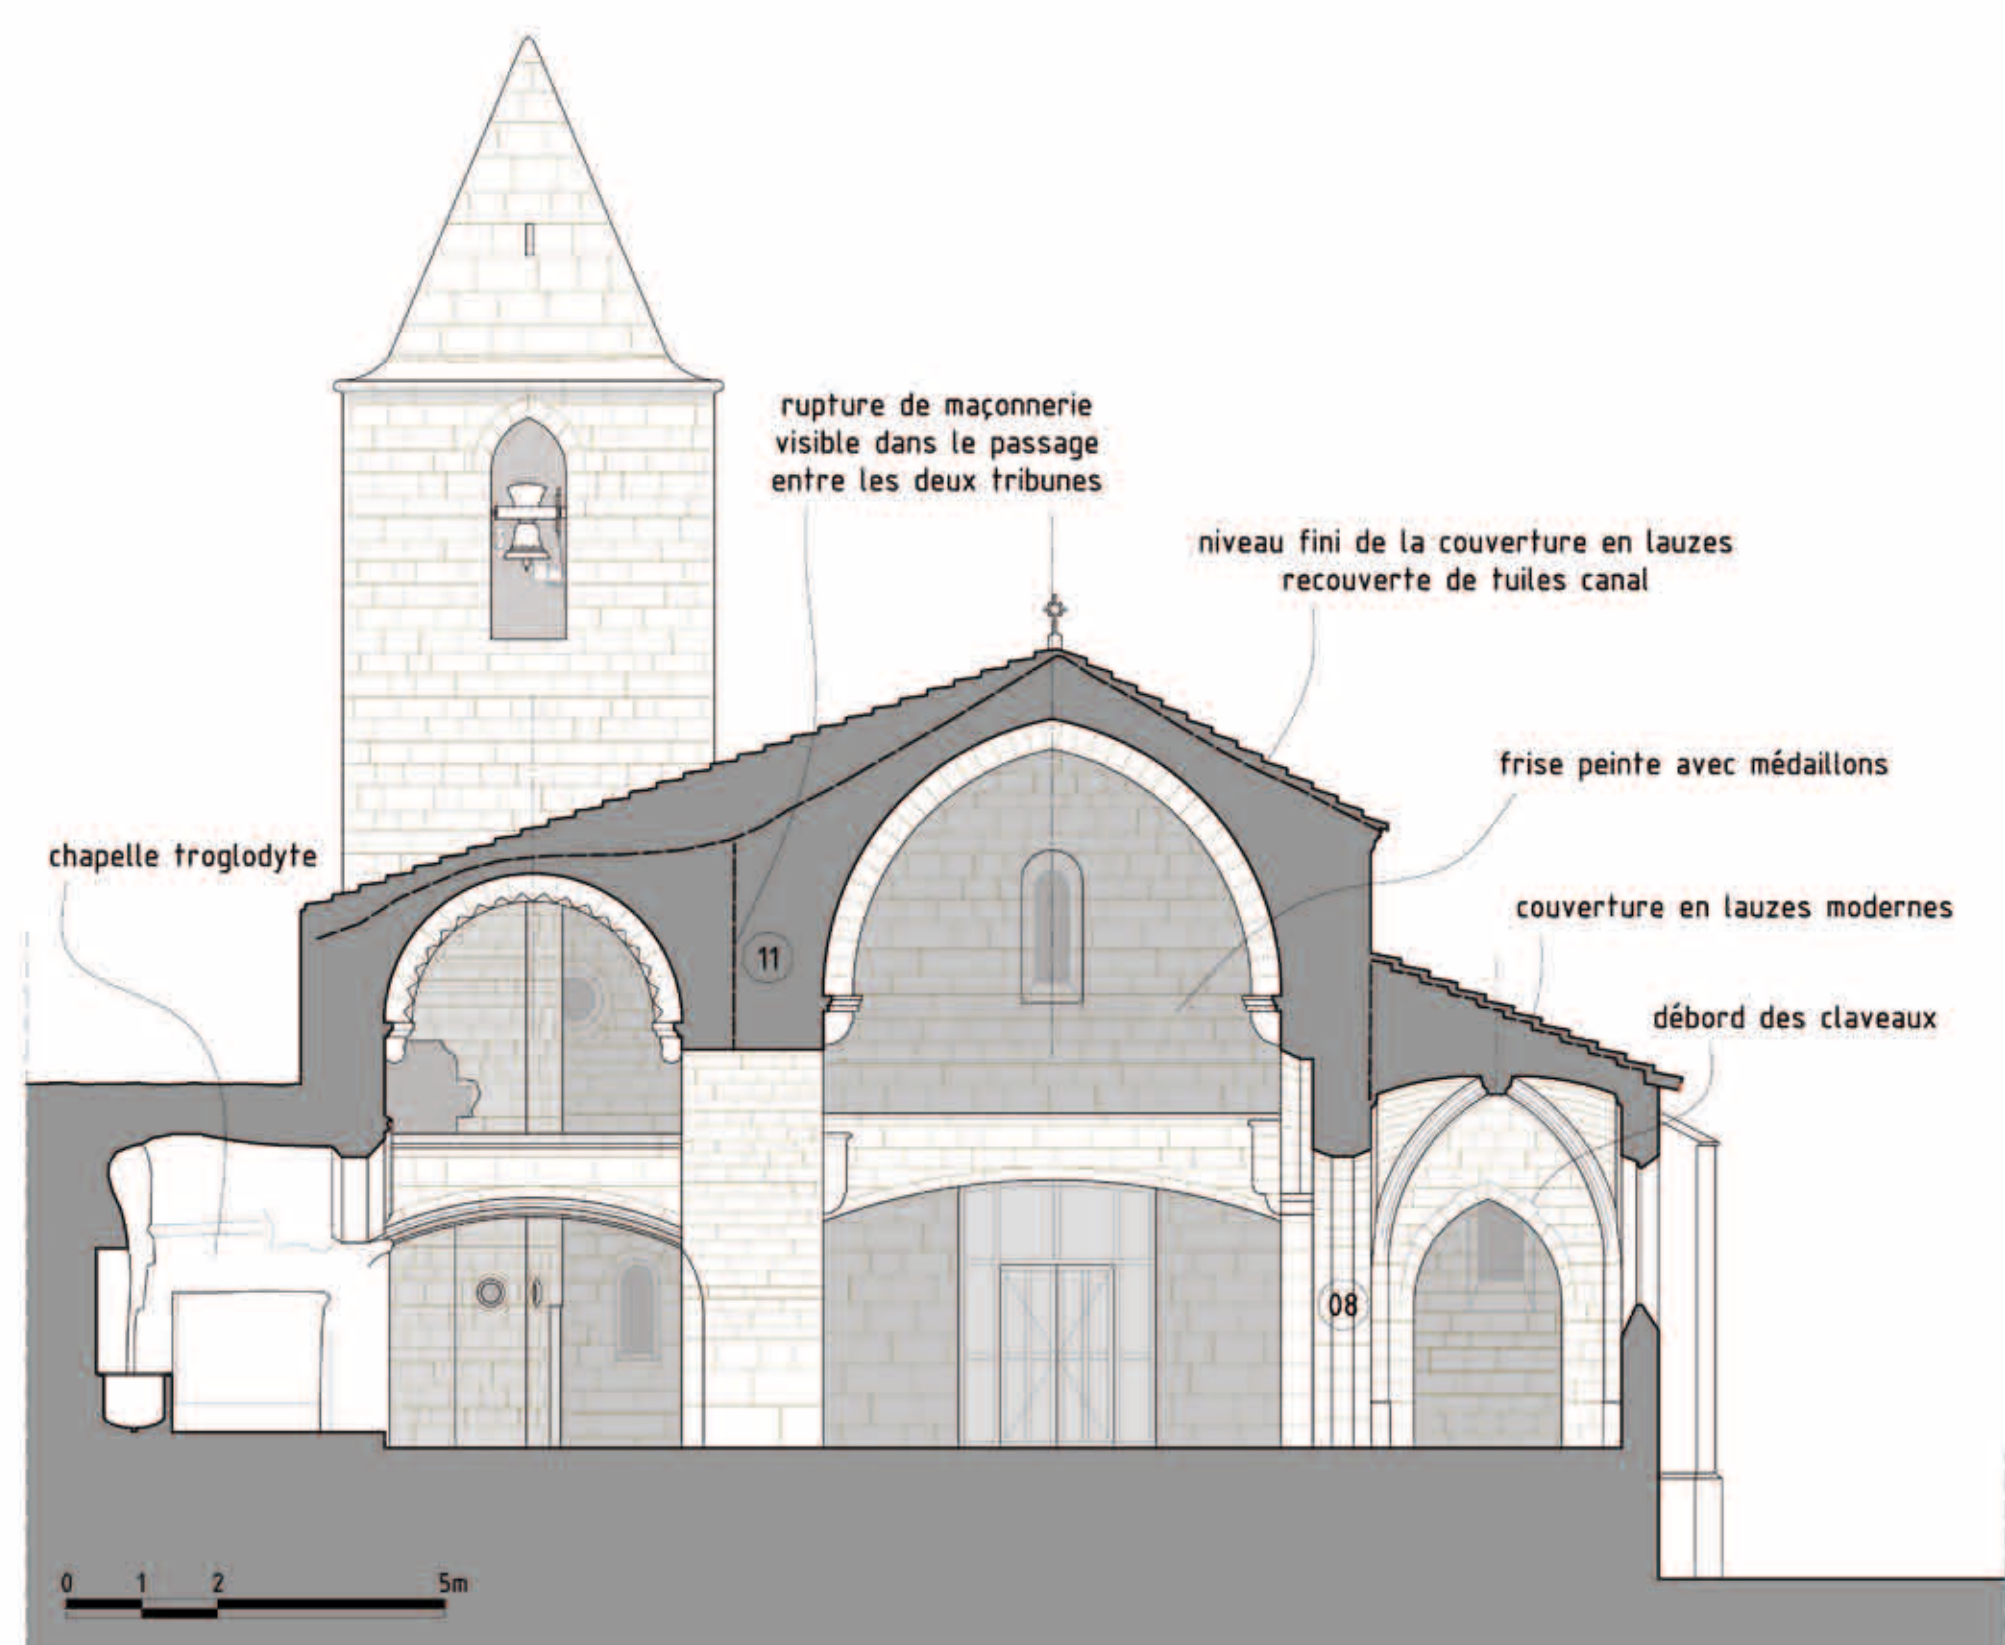 rupture de maçonnerie
visible dans le passage
entre les deux tribunes
niveau fini de la couverture en lauzes
recouverte de tuiles canal
frise peinte avec médaillons
chapelle troglodyte
couverture en lauzes modernes
11
débord des claveaux
08
0 1 2 5m